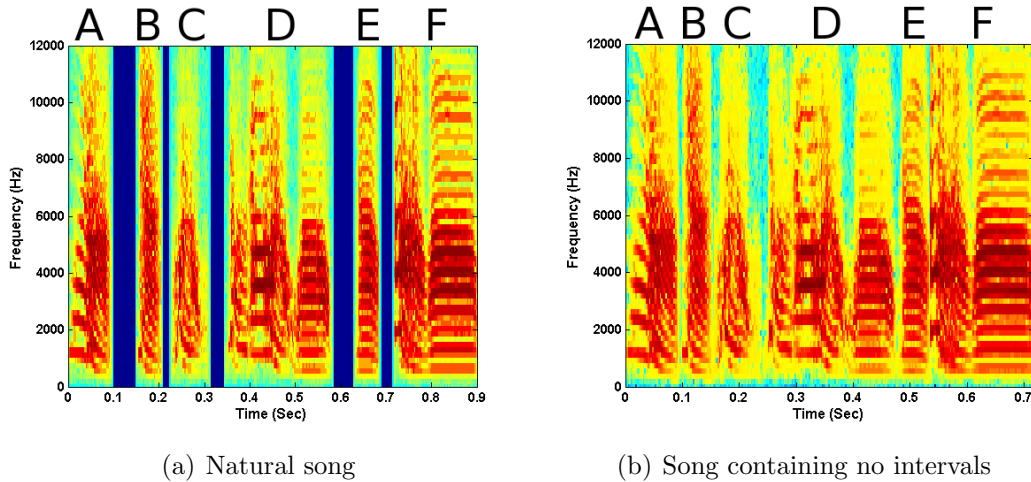 A B C D E F
12000
10000
8000
6000
4000
2000
0
Frequency (Hz)
0 0.1 0.2 0.3 0.4 0.5 0.6 0.7 0.8 0.9
Time (Sec)
(a) Natural song
A B C D E F
12000
10000
8000
6000
4000
2000
0
Frequency (Hz)
0 0.1 0.2 0.3 0.4 0.5 0.6 0.7
Time (Sec)
(b) Song containing no intervals